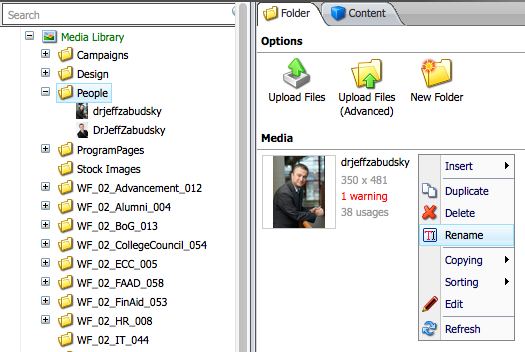 Search
Media Library
Campaigns
Design
People
drjeffzabudsky
DrJeffZabudsky
ProgramPages
Stock Images
WF_02_Advancement_012
WF_02_Alumni_004
WF_02_BoG_013
WF_02_CollegeCouncil_054
WF_02_ECC_005
WF_02_FAAD_058
WF_02_FinAid_053
WF_02_HR_008
WF_02_IT_044
Folder
Content
Options
Upload Files
Upload Files
(Advanced)
New Folder
Media
drjeffzabudsky
350 x 481
1 warning
38 usages
Insert
Duplicate
Delete
Rename
Copying
Sorting
Edit
Refresh